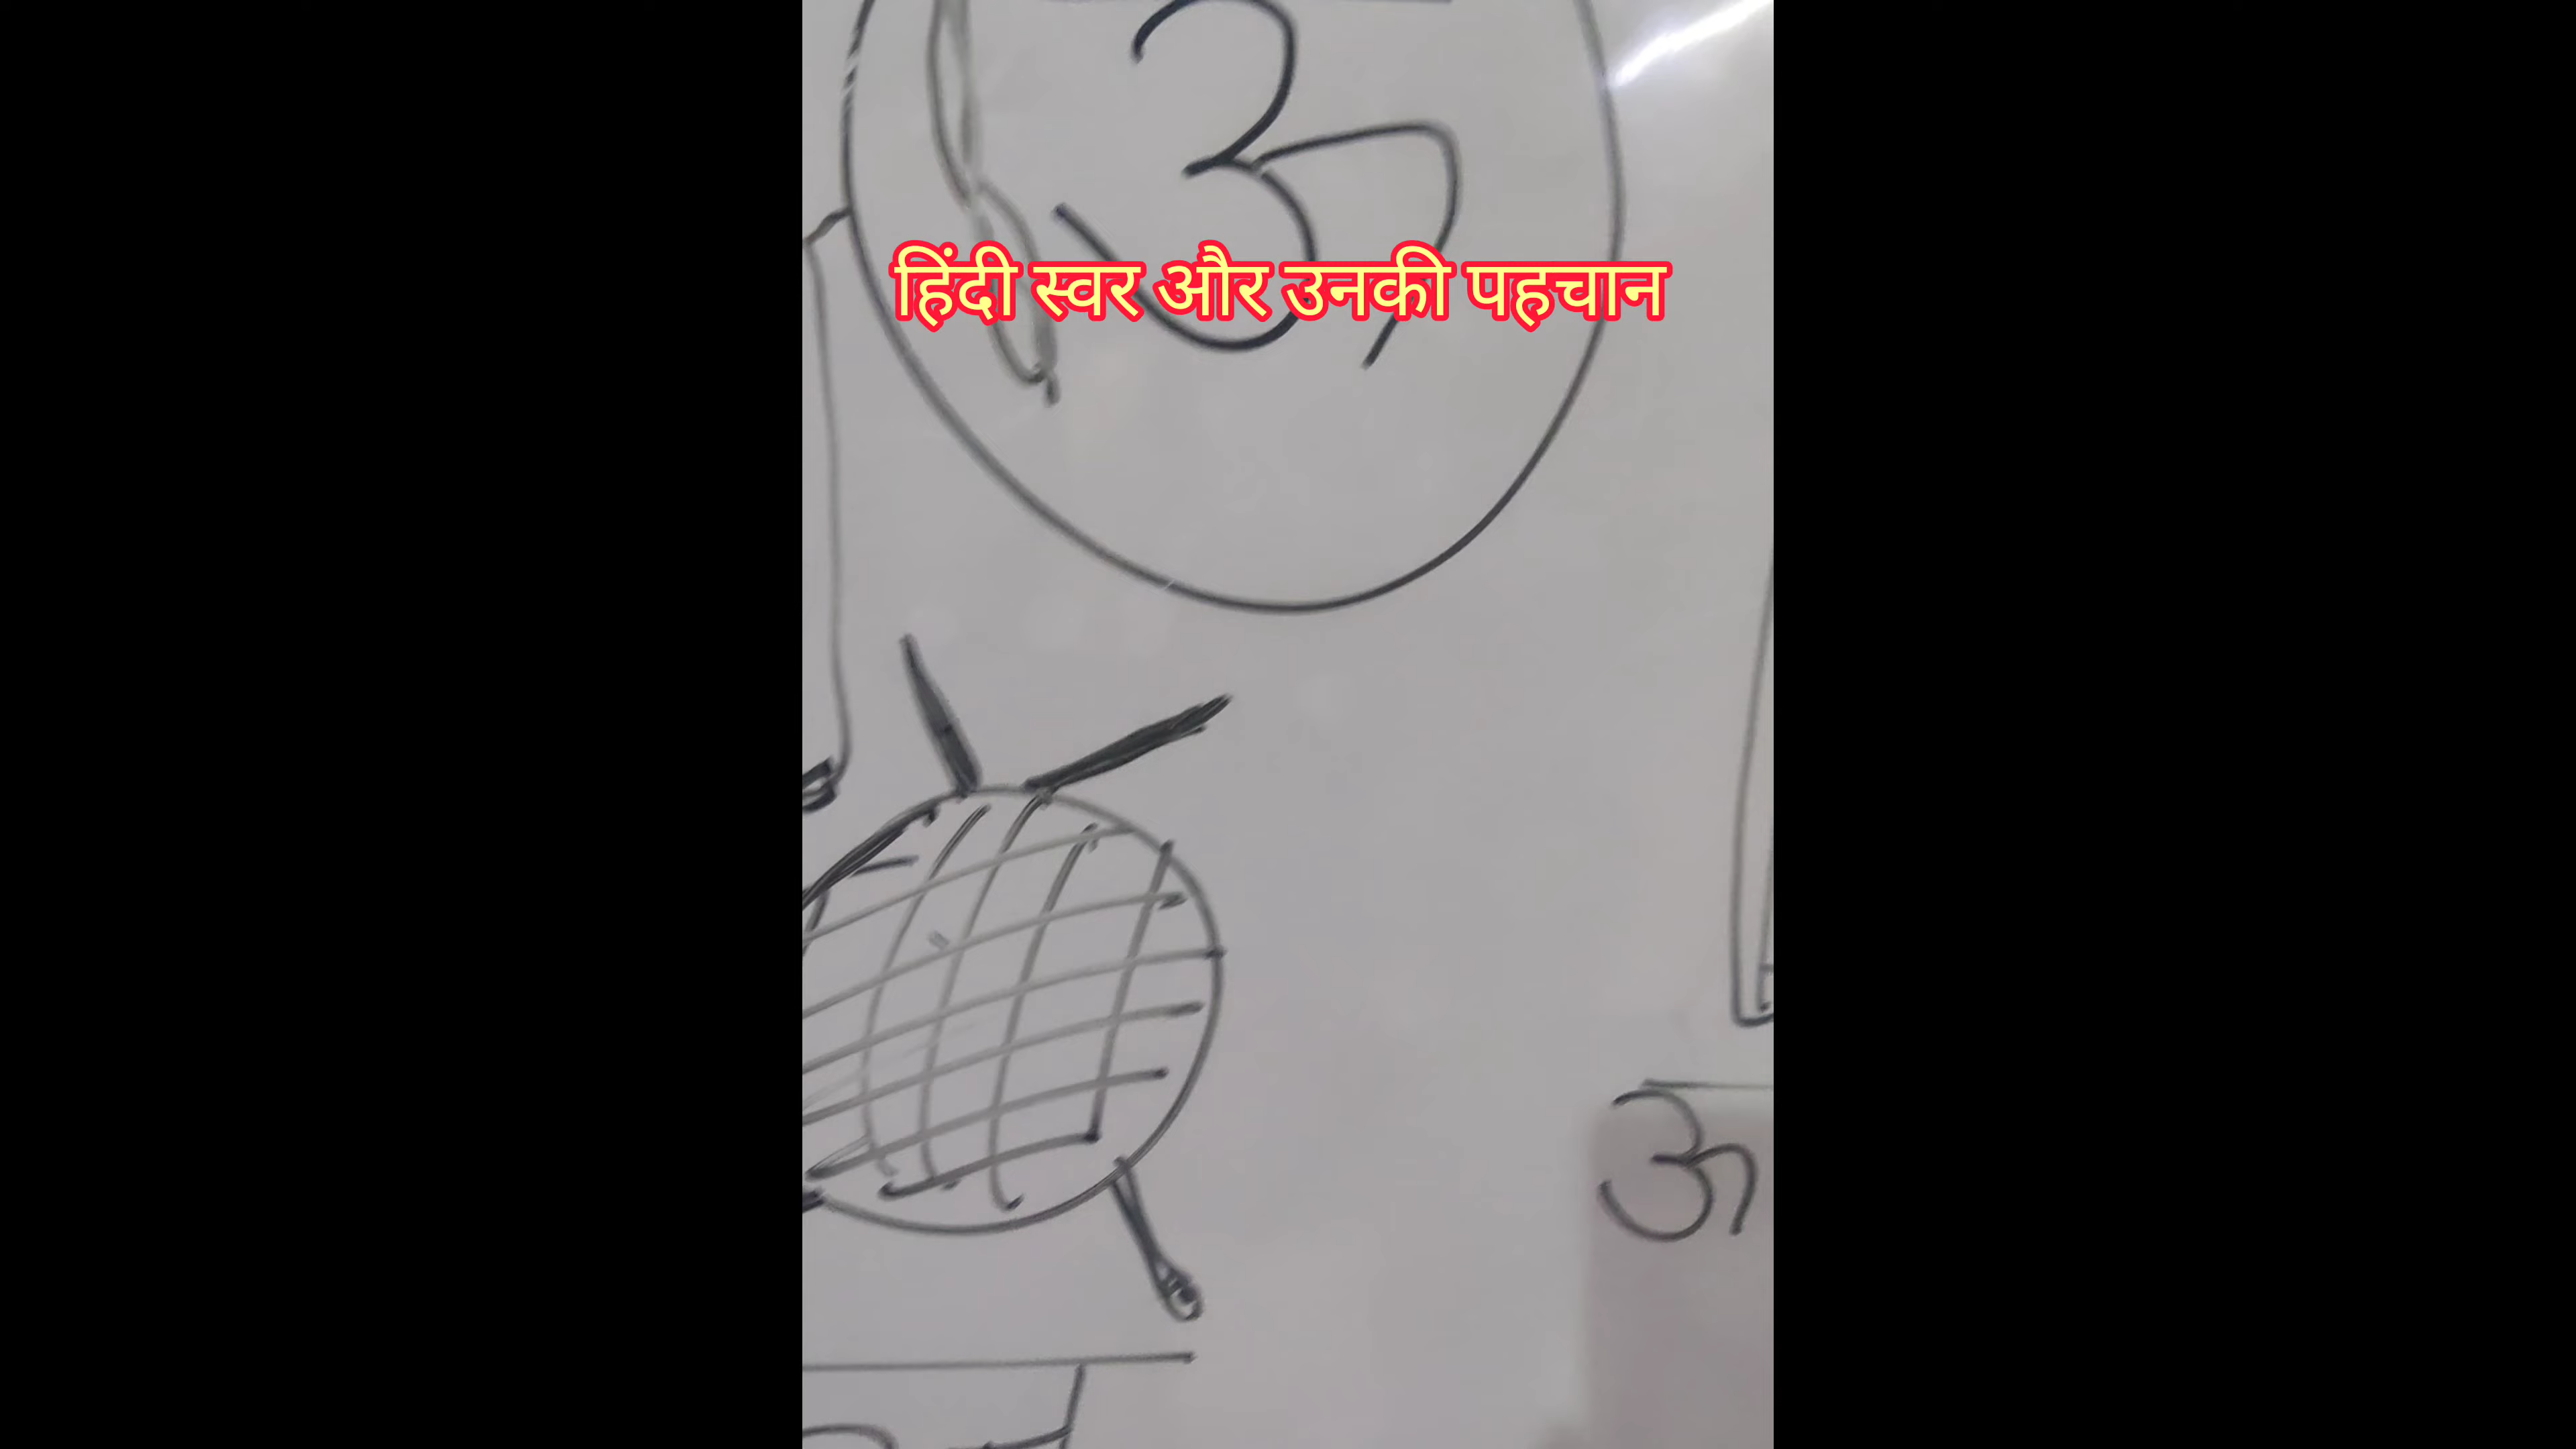 ऊ
हिंदी स्वर और उनकी पहचान
ऊ